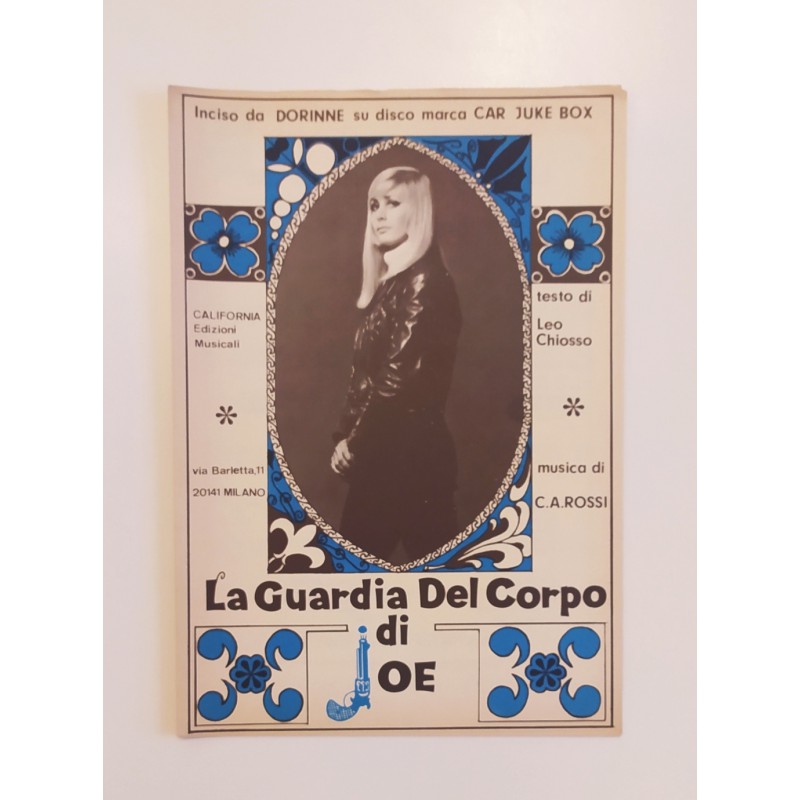 Inciso da DORINNE su disco marca CAR JUKE BOX
CALIFORNIA
Edizioni
Musicali
*
via Barletta, 11
20141 MILANO
testo di
Leo
Chiosso
*
musica di
C.A.ROSSI
La Guardia Del Corpo
di
jOE